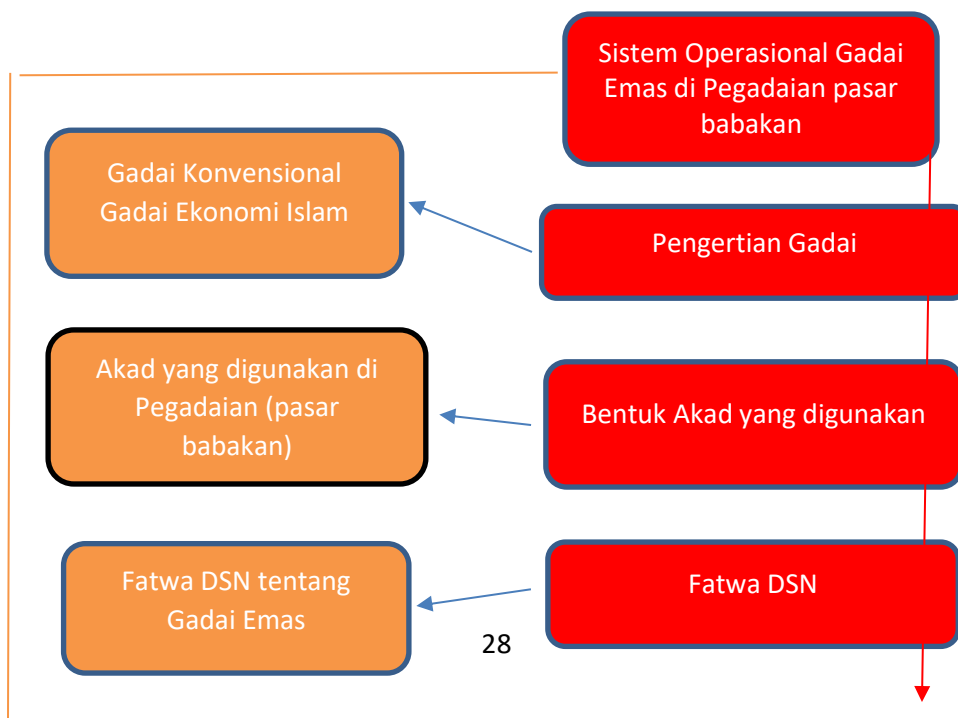 Sistem Operasional Gadai
Emas di Pegadaian pasar
babakan
Gadai Konvensional
Gadai Ekonomi Islam
Pengertian Gadai
Akad yang digunakan di
Pegadaian (pasar
babakan)
Bentuk Akad yang digunakan
Fatwa DSN tentang
Gadai Emas
Fatwa DSN
28